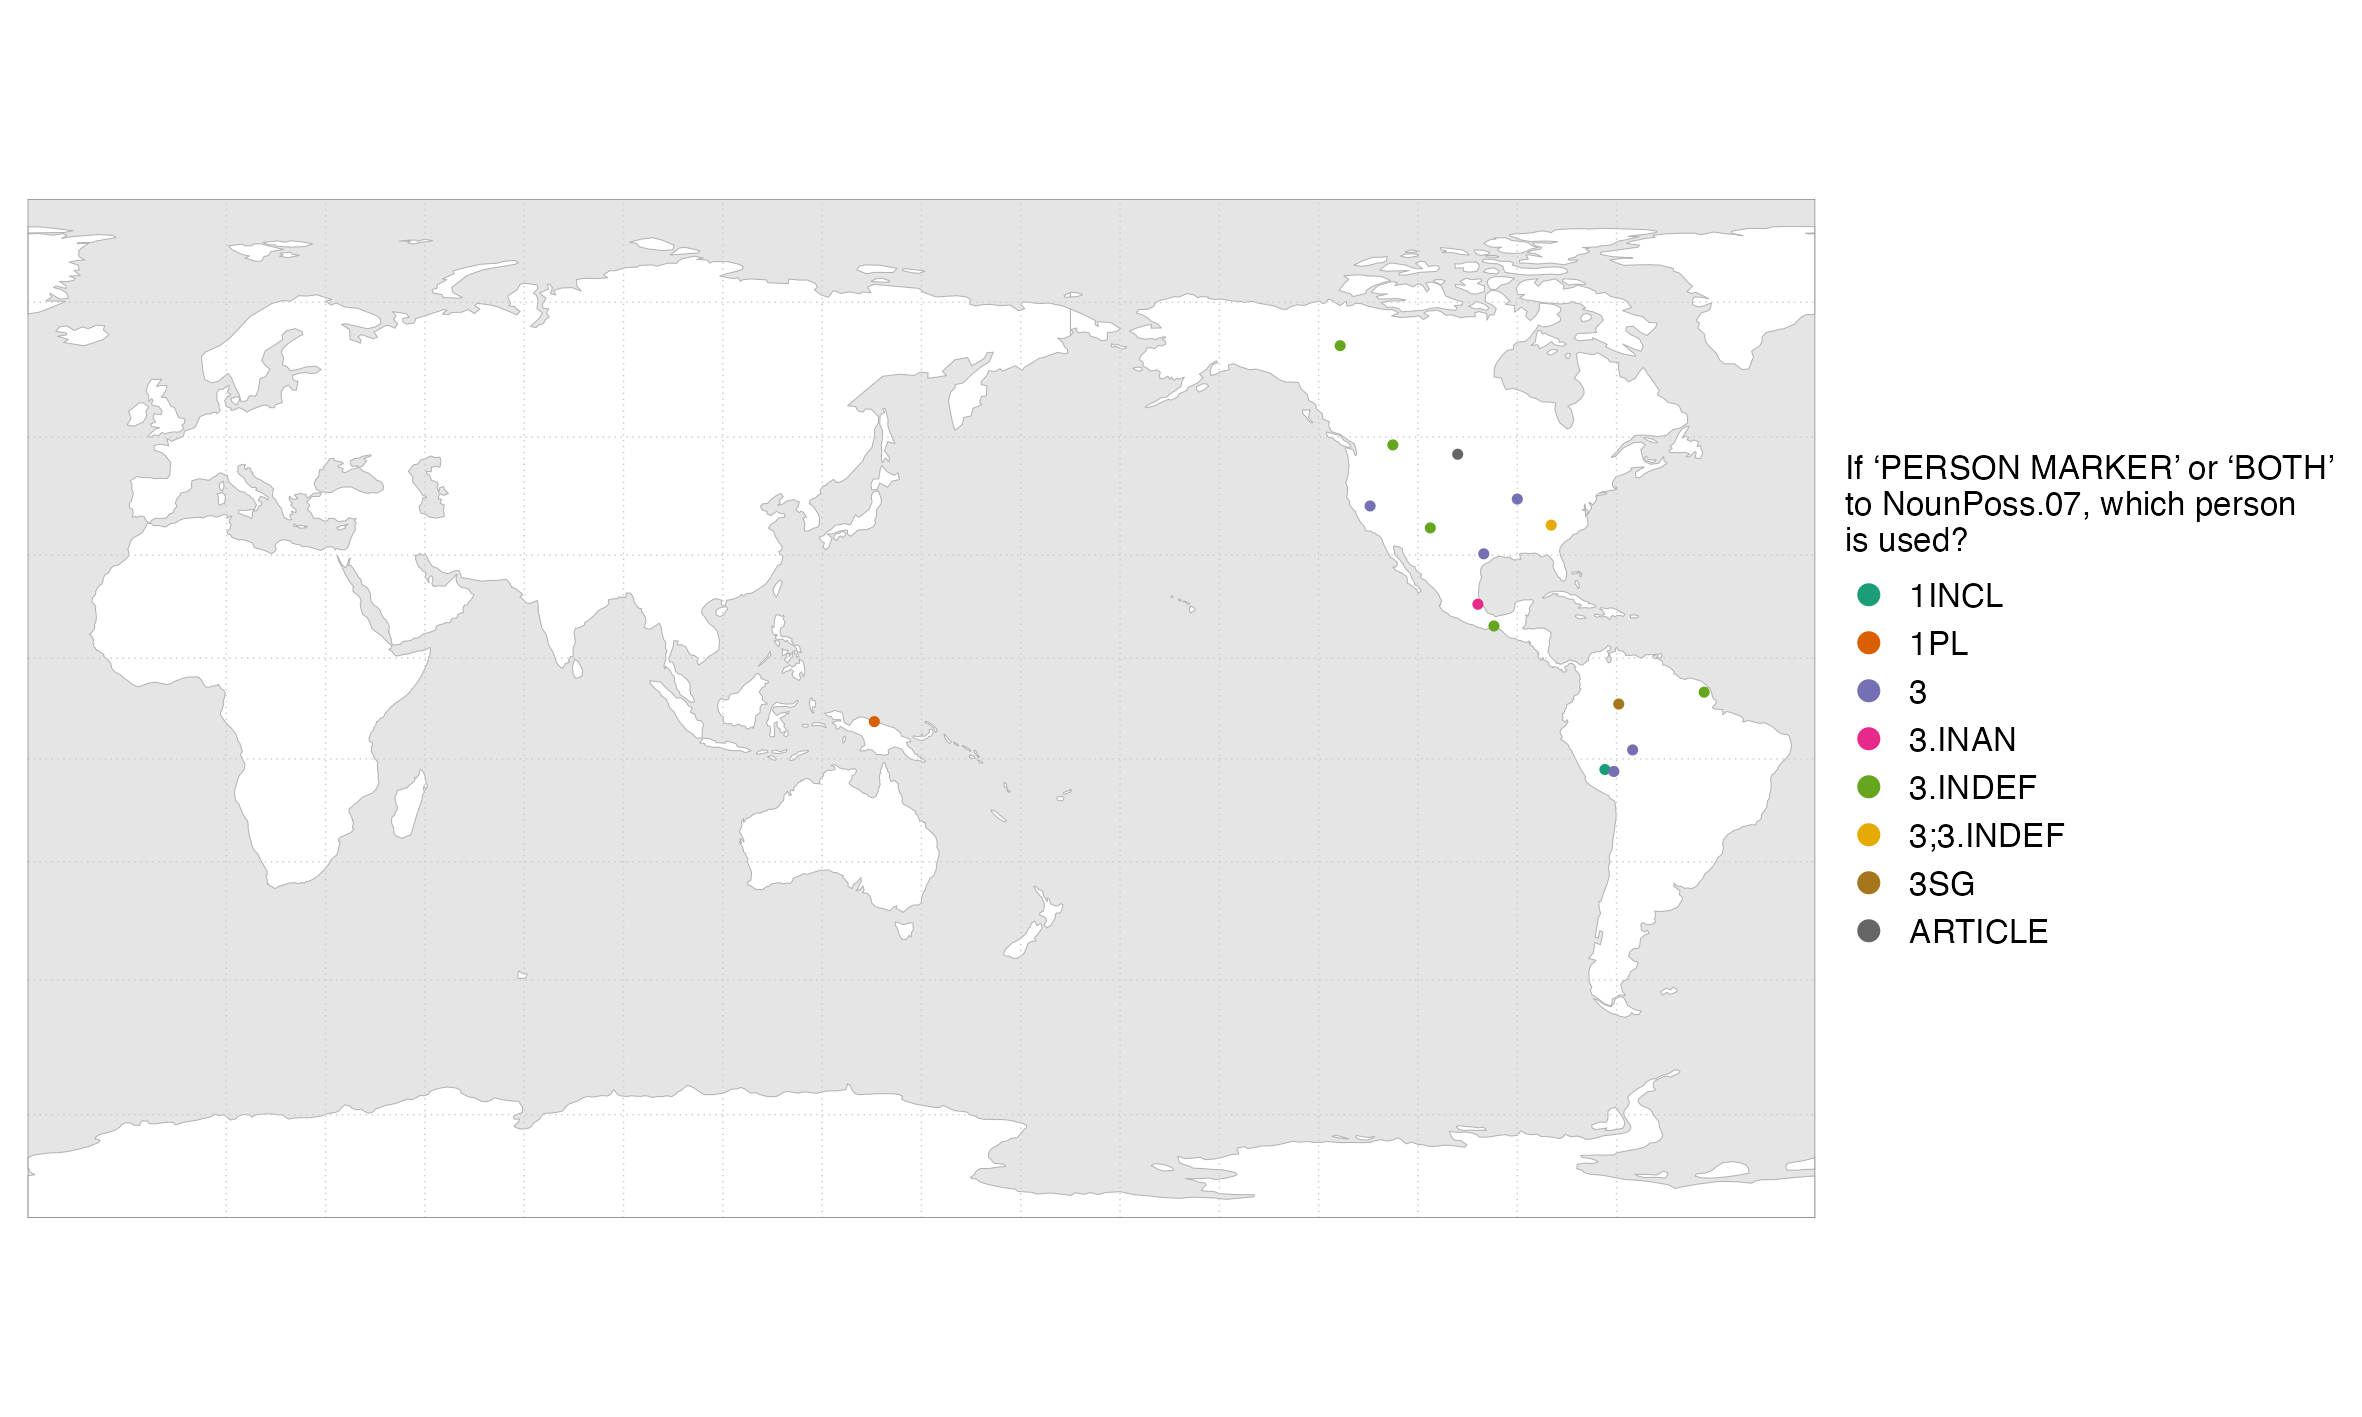 If ‘PERSON MARKER’ or ‘BOTH’
to NounPoss.07, which person
is used?
1INCL
1PL
3
3.INAN
3.INDEF
3;3.INDEF
3SG
ARTICLE